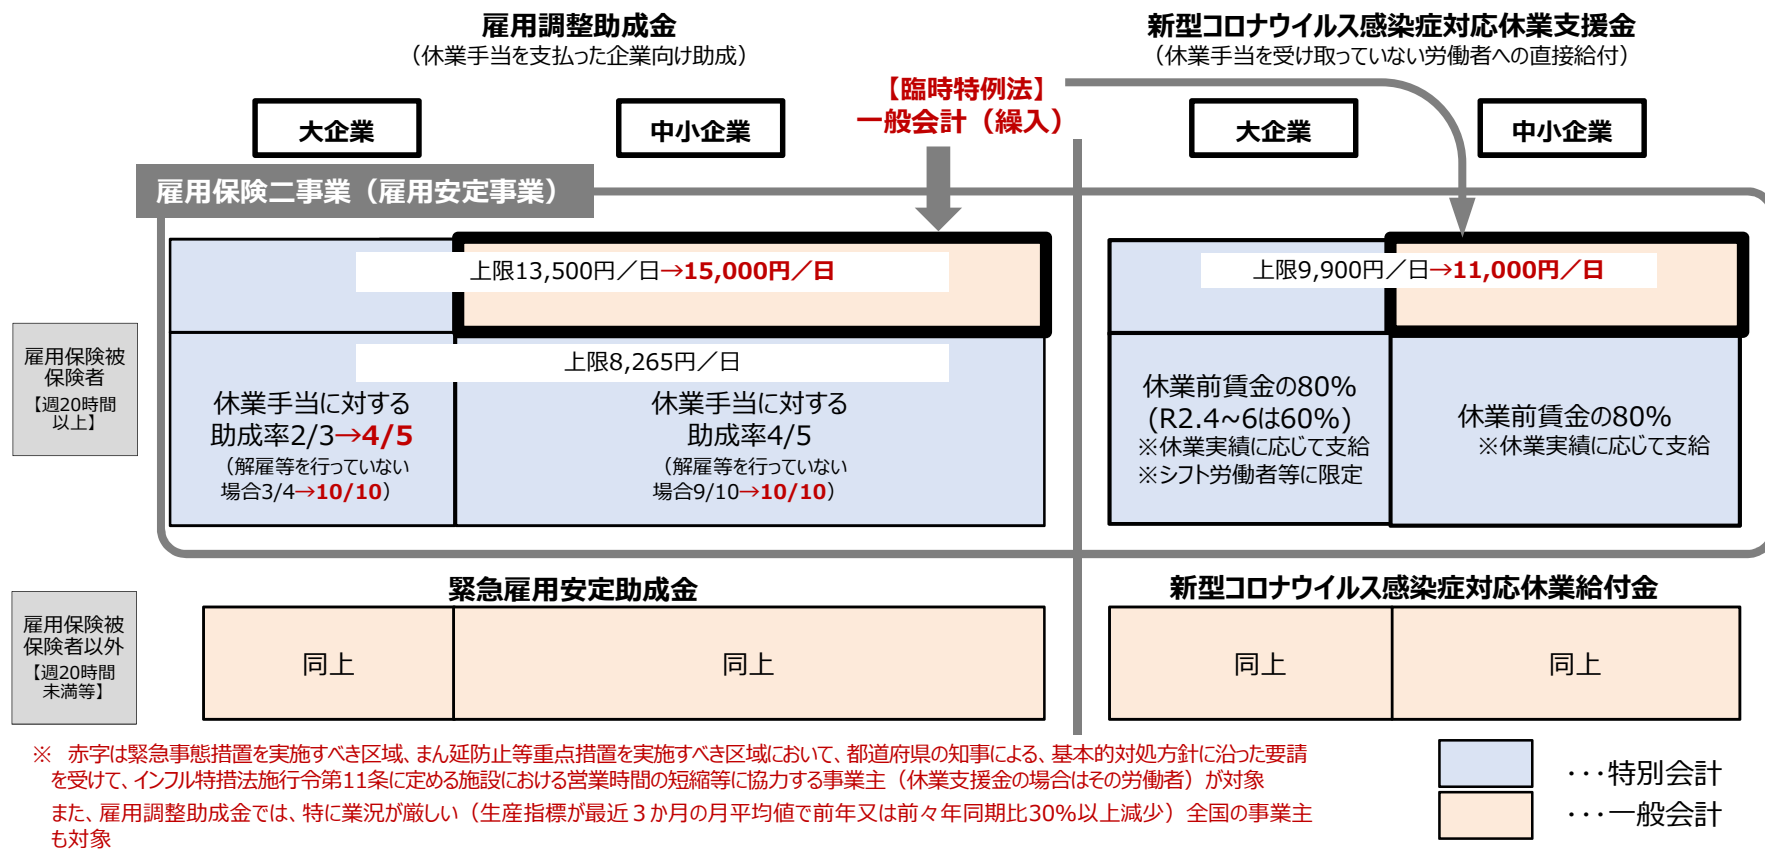 雇用調整助成金
（休業手当を支払った企業向け助成）
新型コロナウイルス感染症対応休業支援金
（休業手当を受け取っていない労働者への直接給付）
【臨時特例法】
一般会計（繰入）
大企業
中小企業
大企業
中小企業
雇用保険二事業（雇用安定事業）
上限13,500円／日→15,000円／日
上限9,900円／日→11,000円／日
雇用保険被
保険者
【週20時間
以上】
上限8,265円／日
休業手当に対する
助成率2/3→4/5
（解雇等を行っていない
場合3/4→10/10）
休業手当に対する
助成率4/5
（解雇等を行っていない
場合9/10→10/10）
休業前賃金の80%
(R2.4~6は60%)
※休業実績に応じて支給
※シフト労働者等に限定
休業前賃金の80%
※休業実績に応じて支給
緊急雇用安定助成金
新型コロナウイルス感染症対応休業給付金
雇用保険被
保険者以外
【週20時間
未満等】
同上
同上
同上
同上
※　赤字は緊急事態措置を実施すべき区域、まん延防止等重点措置を実施すべき区域において、都道府県の知事による、基本的対処方針に沿った要請
を受けて、インフル特措法施行令第11条に定める施設における営業時間の短縮等に協力する事業主（休業支援金の場合はその労働者）が対象
また、雇用調整助成金では、特に業況が厳しい（生産指標が最近３か月の月平均値で前年又は前々年同期比30%以上減少）全国の事業主
も対象
・・・特別会計
・・・一般会計